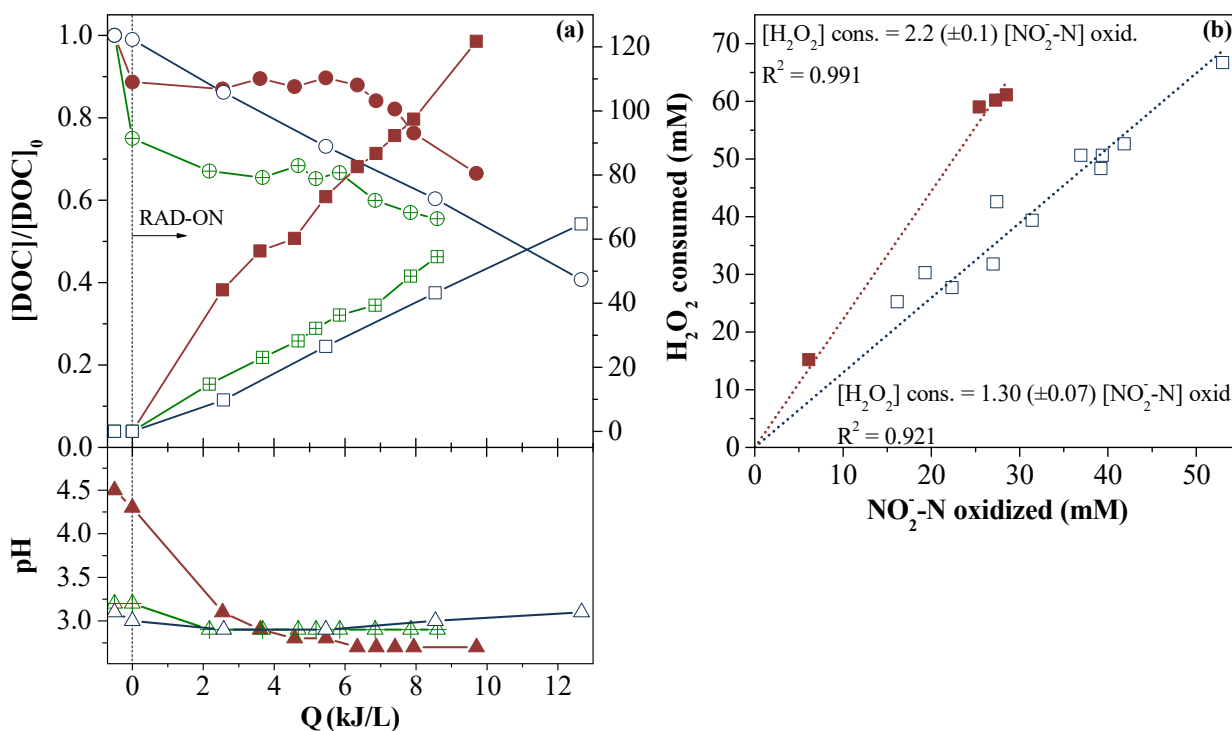 (a)
1.0
0.8
0.6
0.4
0.2
0.0
[DOC]/[DOC]0
RAD-ON
120
100
80
60
40
20
0
4.5
4.0
3.5
3.0
pH
0 2 4 6 8 10 12
Q (kJ/L)
(b)
[H2O2] cons. = 2.2 (±0.1) [NO2--N] oxid.
R2 = 0.991
70
60
50
40
30
20
10
0
H2O2 consumed (mM)
[H2O2] cons. = 1.30 (±0.07) [NO2--N] oxid
R2 = 0.921
0 10 20 30 40 50
NO2--N oxidized (mM)